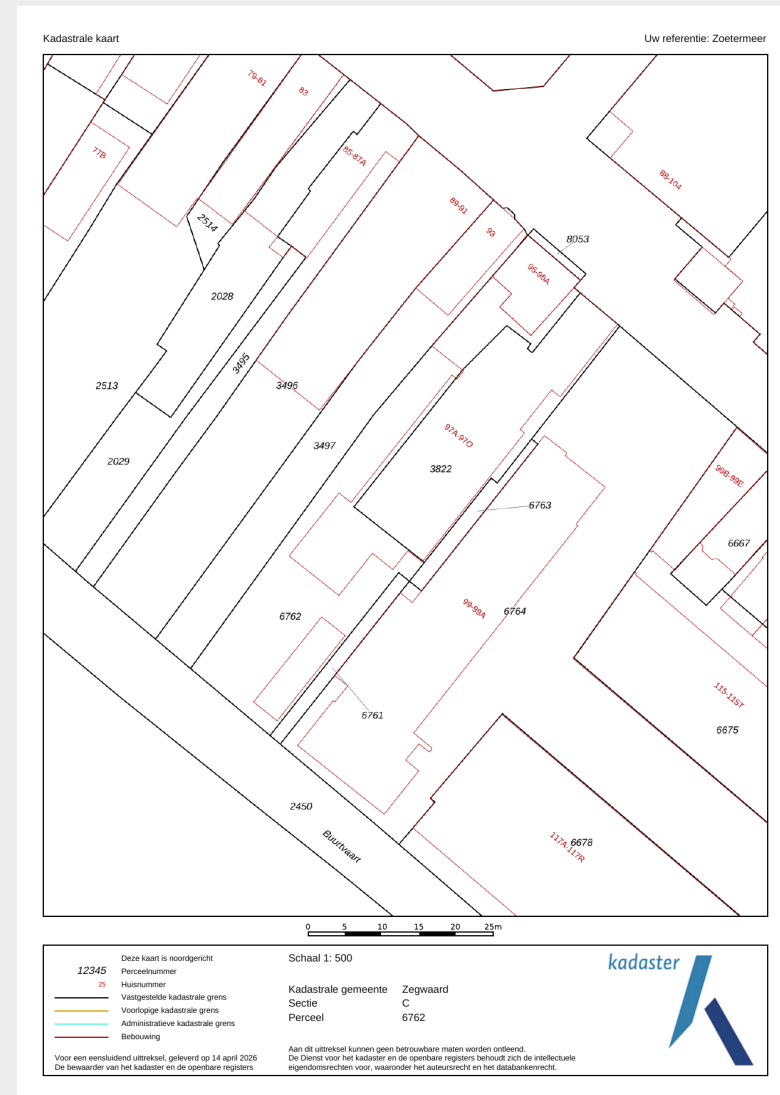 Kadastrale kaart
Uw referentie: Zoetermeer
79-81
83
77B
85-87A
88-104
89-91
93
2514
8053
95-95A
2028
3495
2513
3496
97A-97O
3497
2029
3822
99B-99E
6763
6667
99-99A
6764
6762
115-115T
6761
6675
2450
Buurtvaart
117A-117R
6678
0 5 10 15 20 25m
Deze kaart is noordgericht
12345 Perceelnummer
25 Huisnummer
Vastgestelde kadastrale grens
Voorlopige kadastrale grens
Administratieve kadastrale grens
Bebouwing
Voor een eensluidend uittreksel, geleverd op 14 april 2026
De bewaarder van het kadaster en de openbare registers
Schaal 1: 500
Kadastrale gemeente Zegwaard
Sectie C
Perceel 6762
Aan dit uittreksel kunnen geen betrouwbare maten worden ontleend.
De Dienst voor het kadaster en de openbare registers behoudt zich de intellectuele
eigendomsrechten voor, waaronder het auteursrecht en het databankenrecht.
kadaster